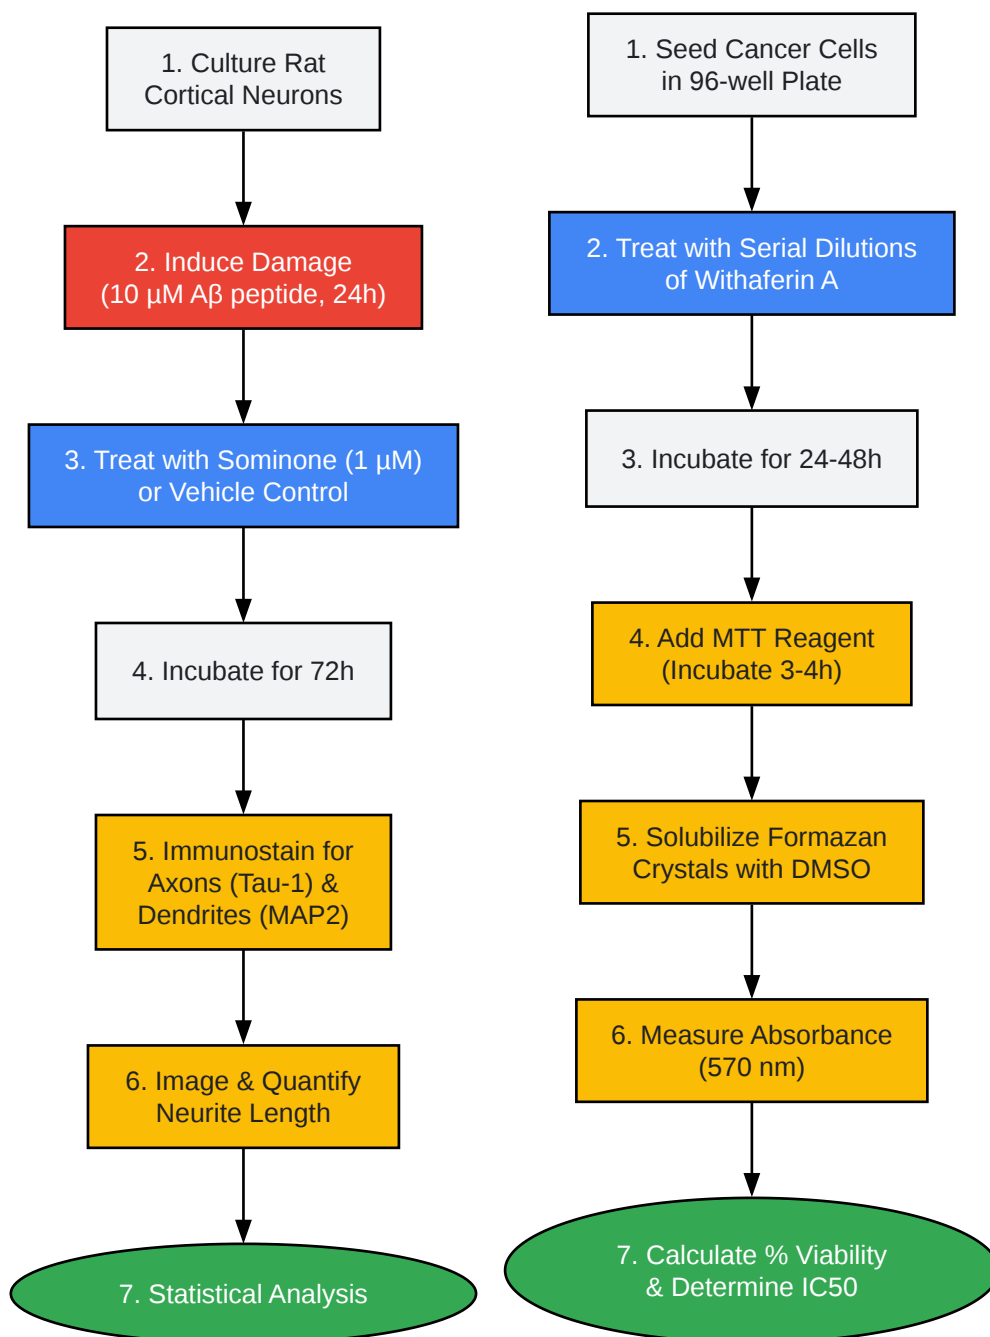 1. Culture Rat
Cortical Neurons
2. Induce Damage
(10 µM Aβ peptide, 24h)
3. Treat with Sominone (1 µM)
or Vehicle Control
4. Incubate for 72h
5. Immunostain for
Axons (Tau-1) &
Dendrites (MAP2)
6. Image & Quantify
Neurite Length
7. Statistical Analysis
1. Seed Cancer Cells
in 96-well Plate
2. Treat with Serial Dilutions
of Withaferin A
3. Incubate for 24-48h
4. Add MTT Reagent
(Incubate 3-4h)
5. Solubilize Formazan
Crystals with DMSO
6. Measure Absorbance
(570 nm)
7. Calculate % Viability
& Determine IC50